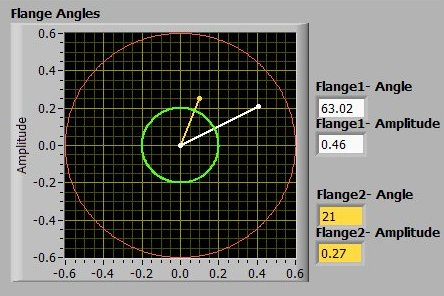 Flange Angles
Amplitude
0.6
0.4
0.2
0.0
-0.2
-0.4
-0.6
-0.6 -0.4 -0.2 0.0 0.2 0.4 0.6
Flange1- Angle
63.02
Flange1- Amplitude
0.46
Flange2- Angle
21
Flange2- Amplitude
0.27